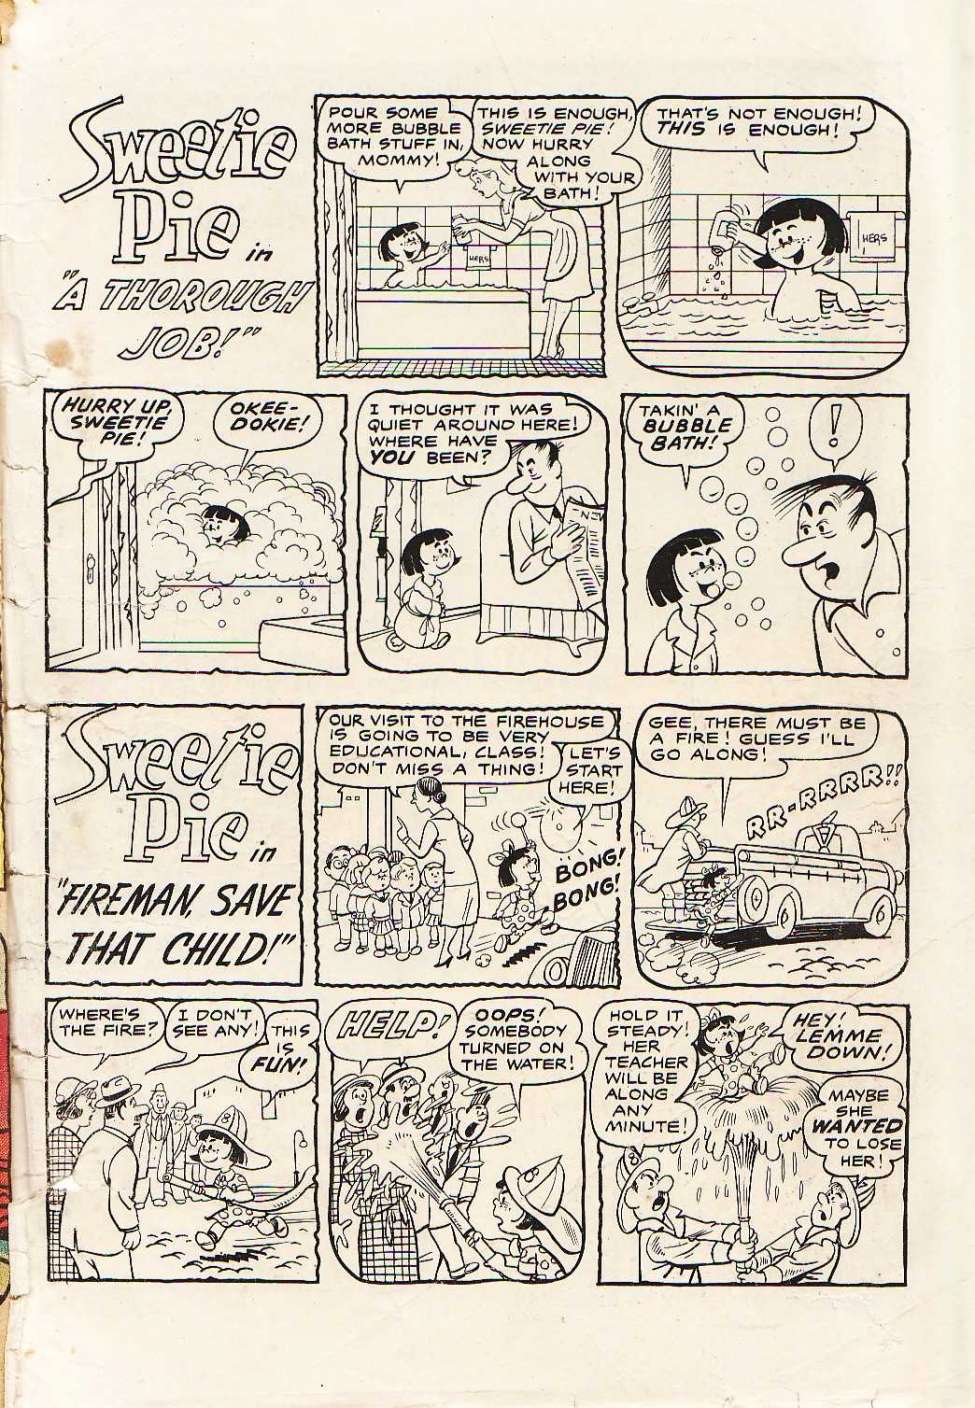 Sweetie
Pie in
"A THOROUGH
JOB!"
POUR SOME
MORE BUBBLE
BATH STUFF IN,
MOMMY!
THIS IS ENOUGH,
SWEETIE PIE!
NOW HURRY
ALONG
WITH YOUR
BATH!
HERS
THAT'S NOT ENOUGH!
THIS IS ENOUGH!
HERS
HURRY UP,
SWEETIE
PIE!
OKEE-
DOKIE!
I THOUGHT IT WAS
QUIET AROUND HERE!
WHERE HAVE
YOU BEEN?
TAKIN' A
BUBBLE
BATH!
!
Sweetie
Pie in
"FIREMAN, SAVE
THAT CHILD!"
OUR VISIT TO THE FIREHOUSE
IS GOING TO BE VERY
EDUCATIONAL, CLASS!
DON'T MISS A THING!
LET'S
START
HERE!
BONG!
BONG!
GEE, THERE MUST BE
A FIRE! GUESS I'LL
GO ALONG!
RR-RRRR!!
WHERE'S
THE FIRE?
I DON'T
SEE ANY!
THIS
IS
FUN!
HELP!
OOPS!
SOMEBODY
TURNED ON
THE WATER!
HOLD IT
STEADY!
HER
TEACHER
WILL BE
ALONG
ANY
MINUTE!
HEY!
LEMME
DOWN!
MAYBE
SHE
WANTED
TO LOSE
HER!